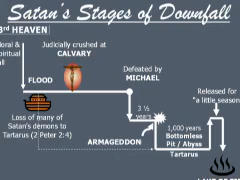 Satan's Stages of Downfall
3rd HEAVEN
Judicially crushed at
CALVARY
Defeated by
MICHAEL
FLOOD
Released for
"a little season
3 ½
years
Loss of many of
Satan's demons to
Tartarus (2 Peter 2:4)
1,000 years
Bottomless
Pit / Abyss
ARMAGEDDON
Tartarus